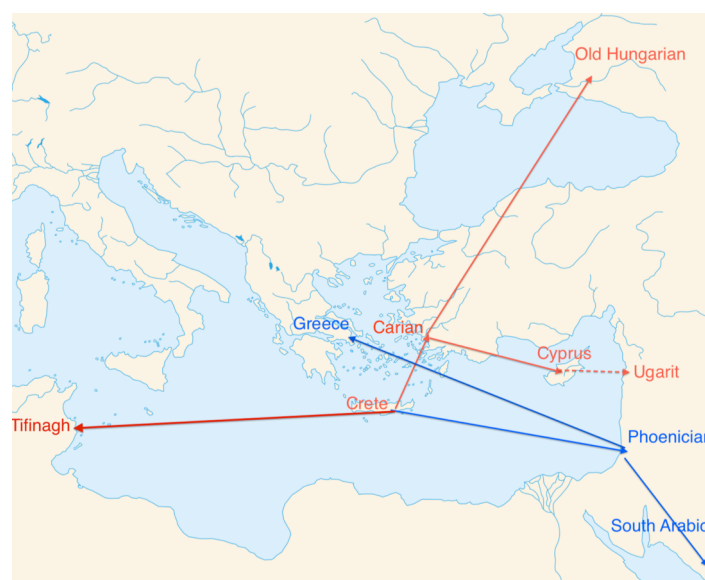 Old Hungarian
Greece
Carian
Cyprus
Ugarit
Crete
Tifinagh
Phoenician
South Arabic